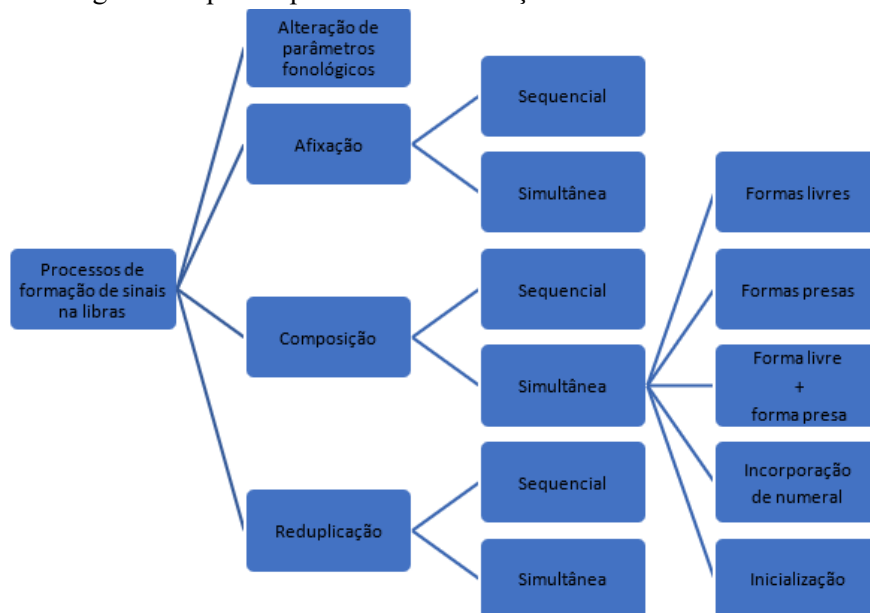 Alteração de
parâmetros
fonológicos
Sequencial
Afixação
Simultânea
Formas livres
Processos de
formação de sinais
na libras
Sequencial
Formas presas
Composição
Simultânea
Forma livre
+
forma presa
Sequencial
Incorporação
de numeral
Reduplicação
Simultânea
Inicialização